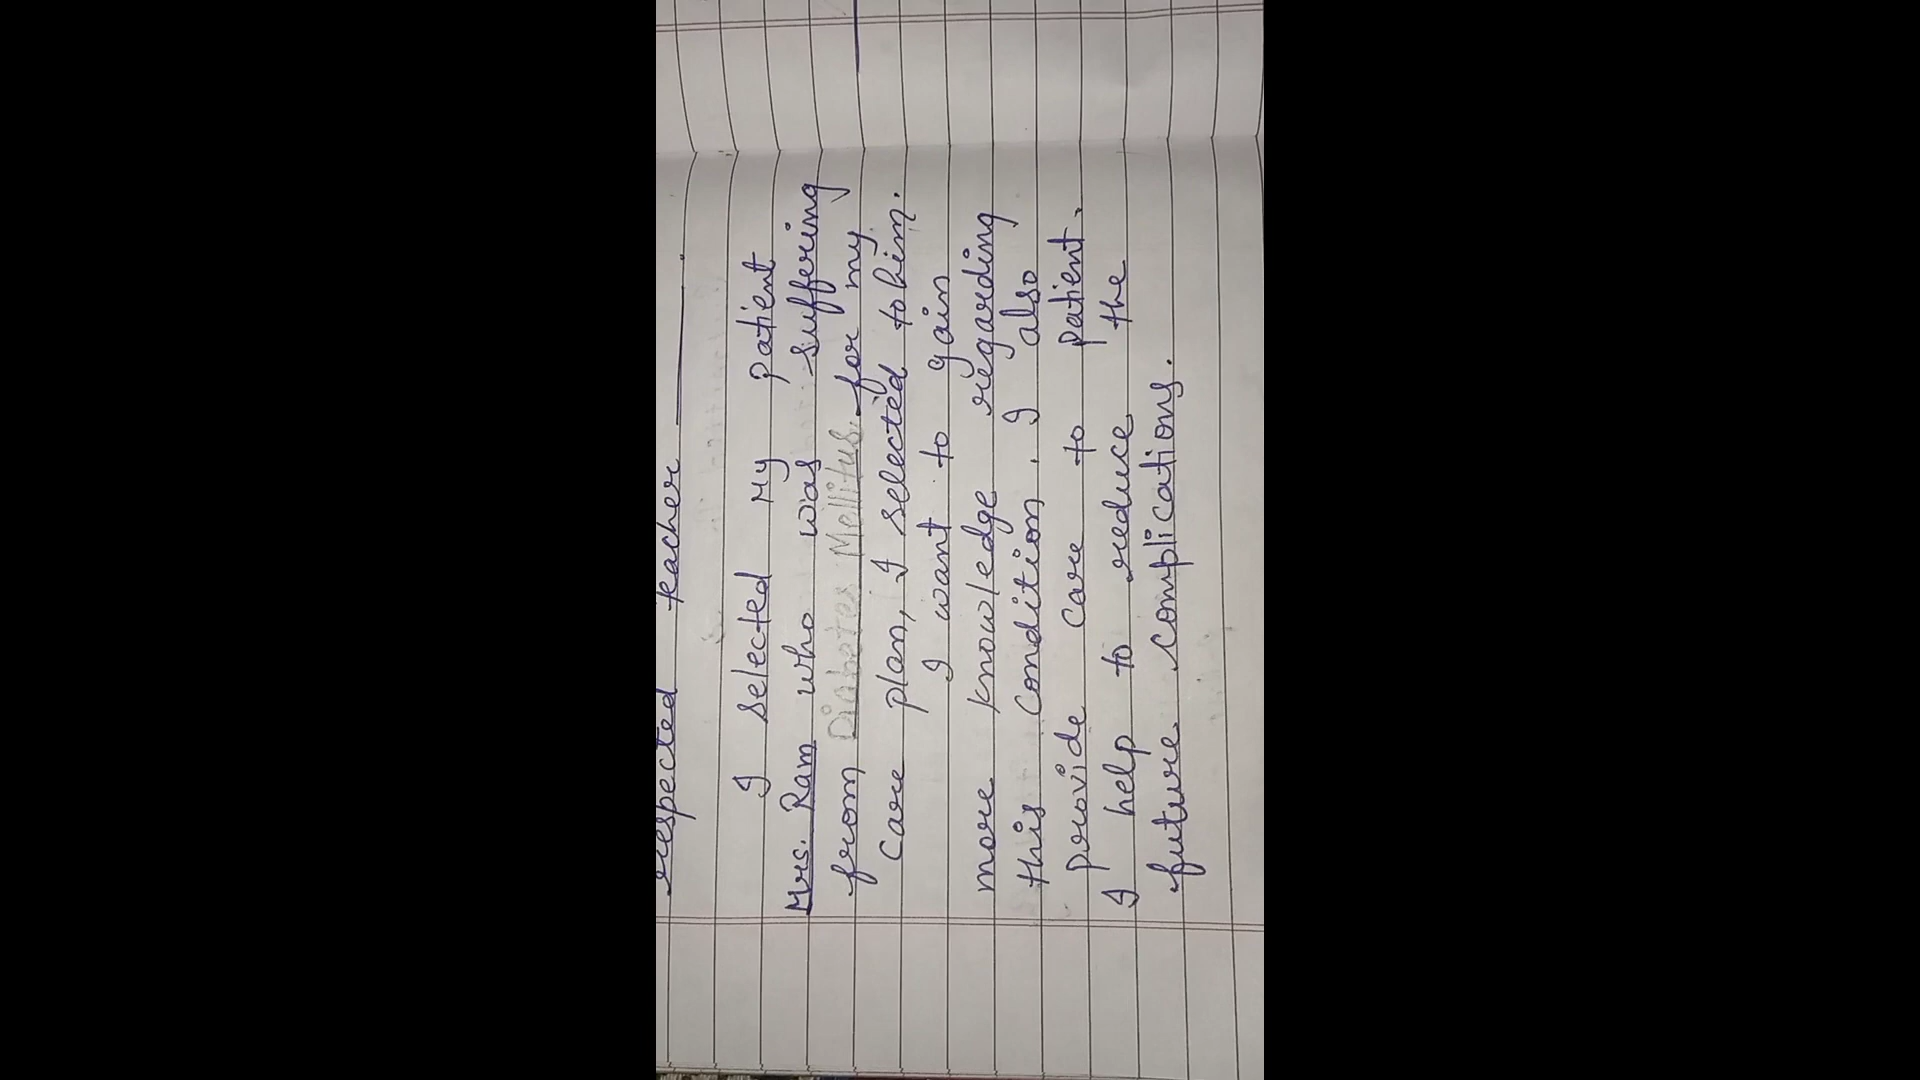 respected teacher
I selected My patient
Mrs. Ram who was suffering
from Diabetes Mellitus. for my
Care plan, I selected to him.
I want to gain
more knowledge regarding
this condition, I also
provide care to patient.
I help to reduce the
future complications.